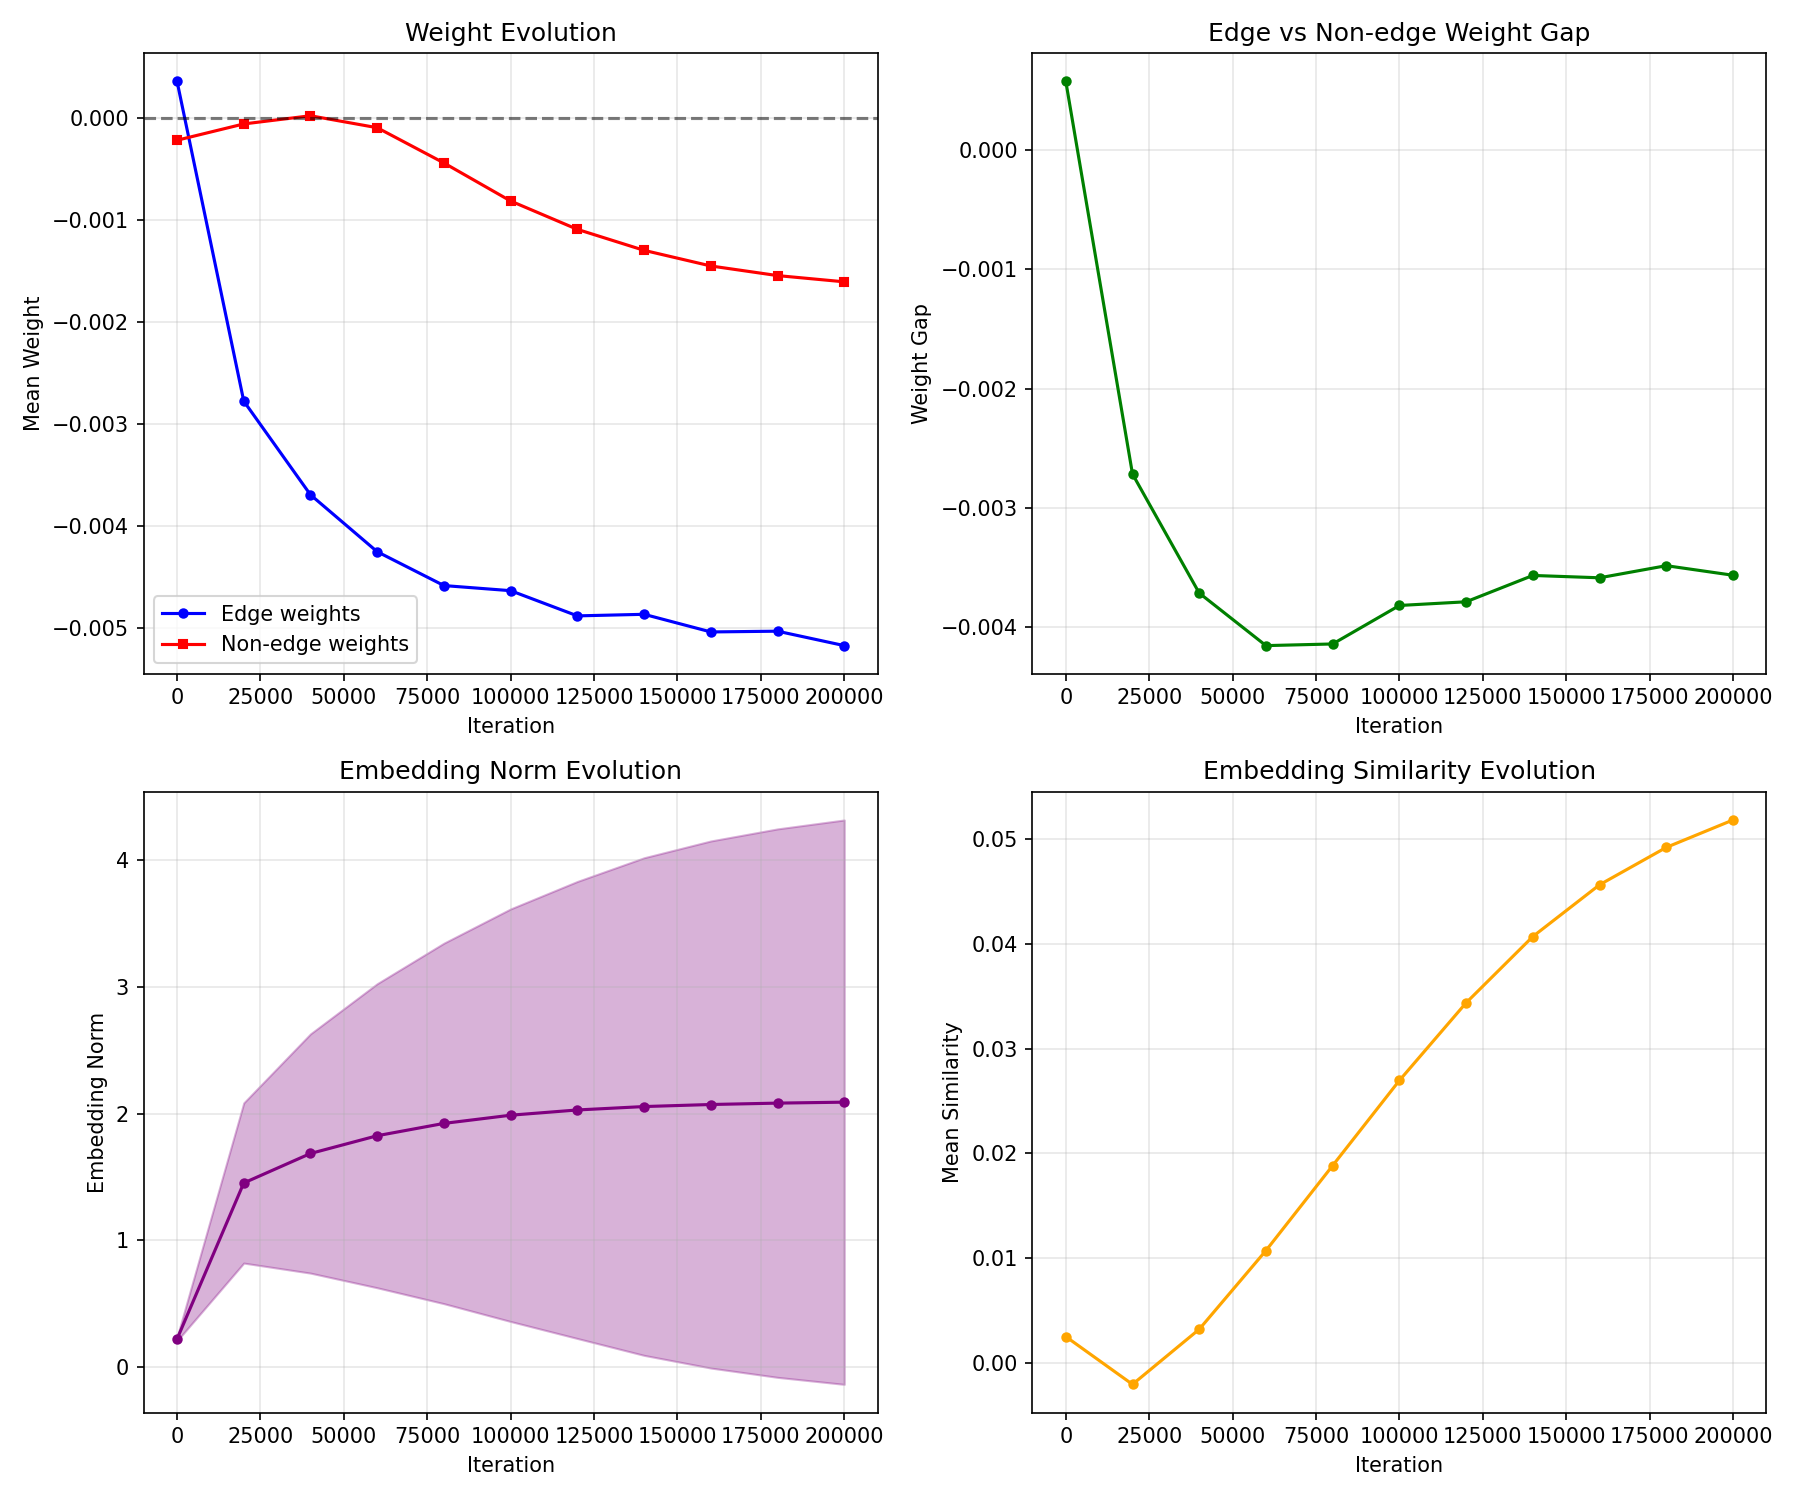 Weight Evolution
Mean Weight
0.000
−0.001
−0.002
−0.003
−0.004
−0.005
Edge weights
Non-edge weights
0 25000 50000 75000 100000 125000 150000 175000 200000
Iteration
Edge vs Non-edge Weight Gap
Weight Gap
0.000
−0.001
−0.002
−0.003
−0.004
0 25000 50000 75000 100000 125000 150000 175000 200000
Iteration
Embedding Norm Evolution
Embedding Norm
4
3
2
1
0
0 25000 50000 75000 100000 125000 150000 175000 200000
Iteration
Embedding Similarity Evolution
Mean Similarity
0.05
0.04
0.03
0.02
0.01
0.00
0 25000 50000 75000 100000 125000 150000 175000 200000
Iteration